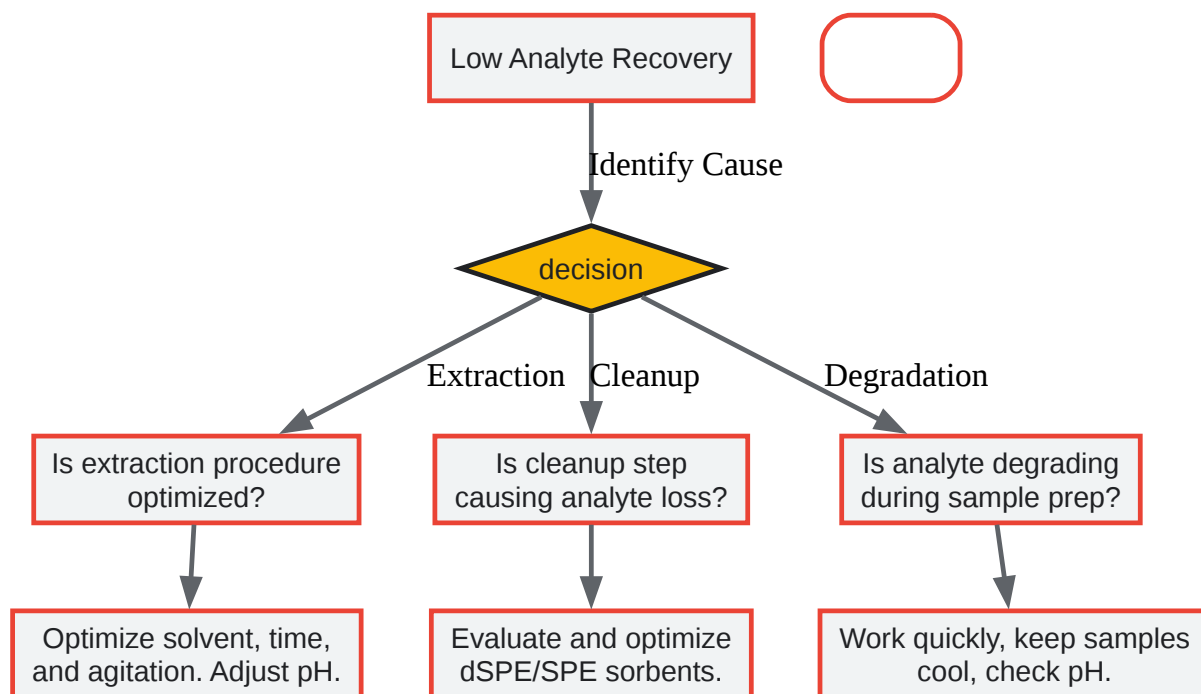 Low Analyte Recovery
Identify Cause
decision
Extraction
Cleanup
Degradation
Is extraction procedure
optimized?
Is cleanup step
causing analyte loss?
Is analyte degrading
during sample prep?
Optimize solvent, time,
and agitation. Adjust pH.
Evaluate and optimize
dSPE/SPE sorbents.
Work quickly, keep samples
cool, check pH.